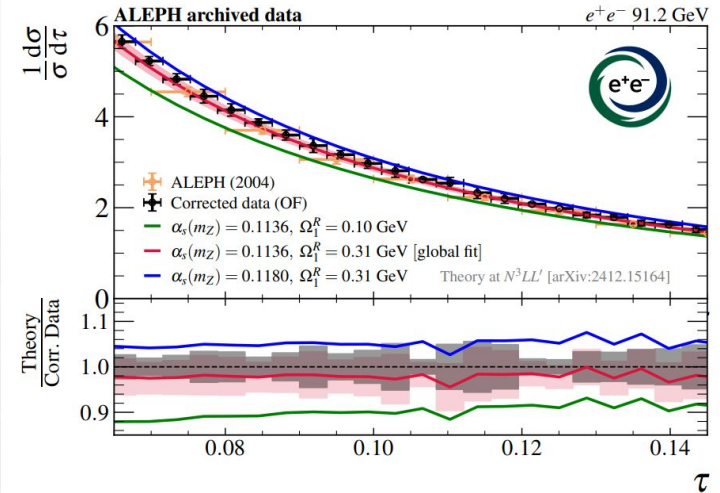 ALEPH archived data
e⁺e⁻ 91.2 GeV
1 dσ
σ dτ
6
4
2
0
e⁺e⁻
ALEPH (2004)
Corrected data (OF)
αₛ(m_Z) = 0.1136, Ω₁ᴿ = 0.10 GeV
αₛ(m_Z) = 0.1136, Ω₁ᴿ = 0.31 GeV [global fit]
αₛ(m_Z) = 0.1180, Ω₁ᴿ = 0.31 GeV
Theory at N³LL′ [arXiv:2412.15164]
Theory
Corr. Data
1.1
1.0
0.9
0.08 0.10 0.12 0.14
τ